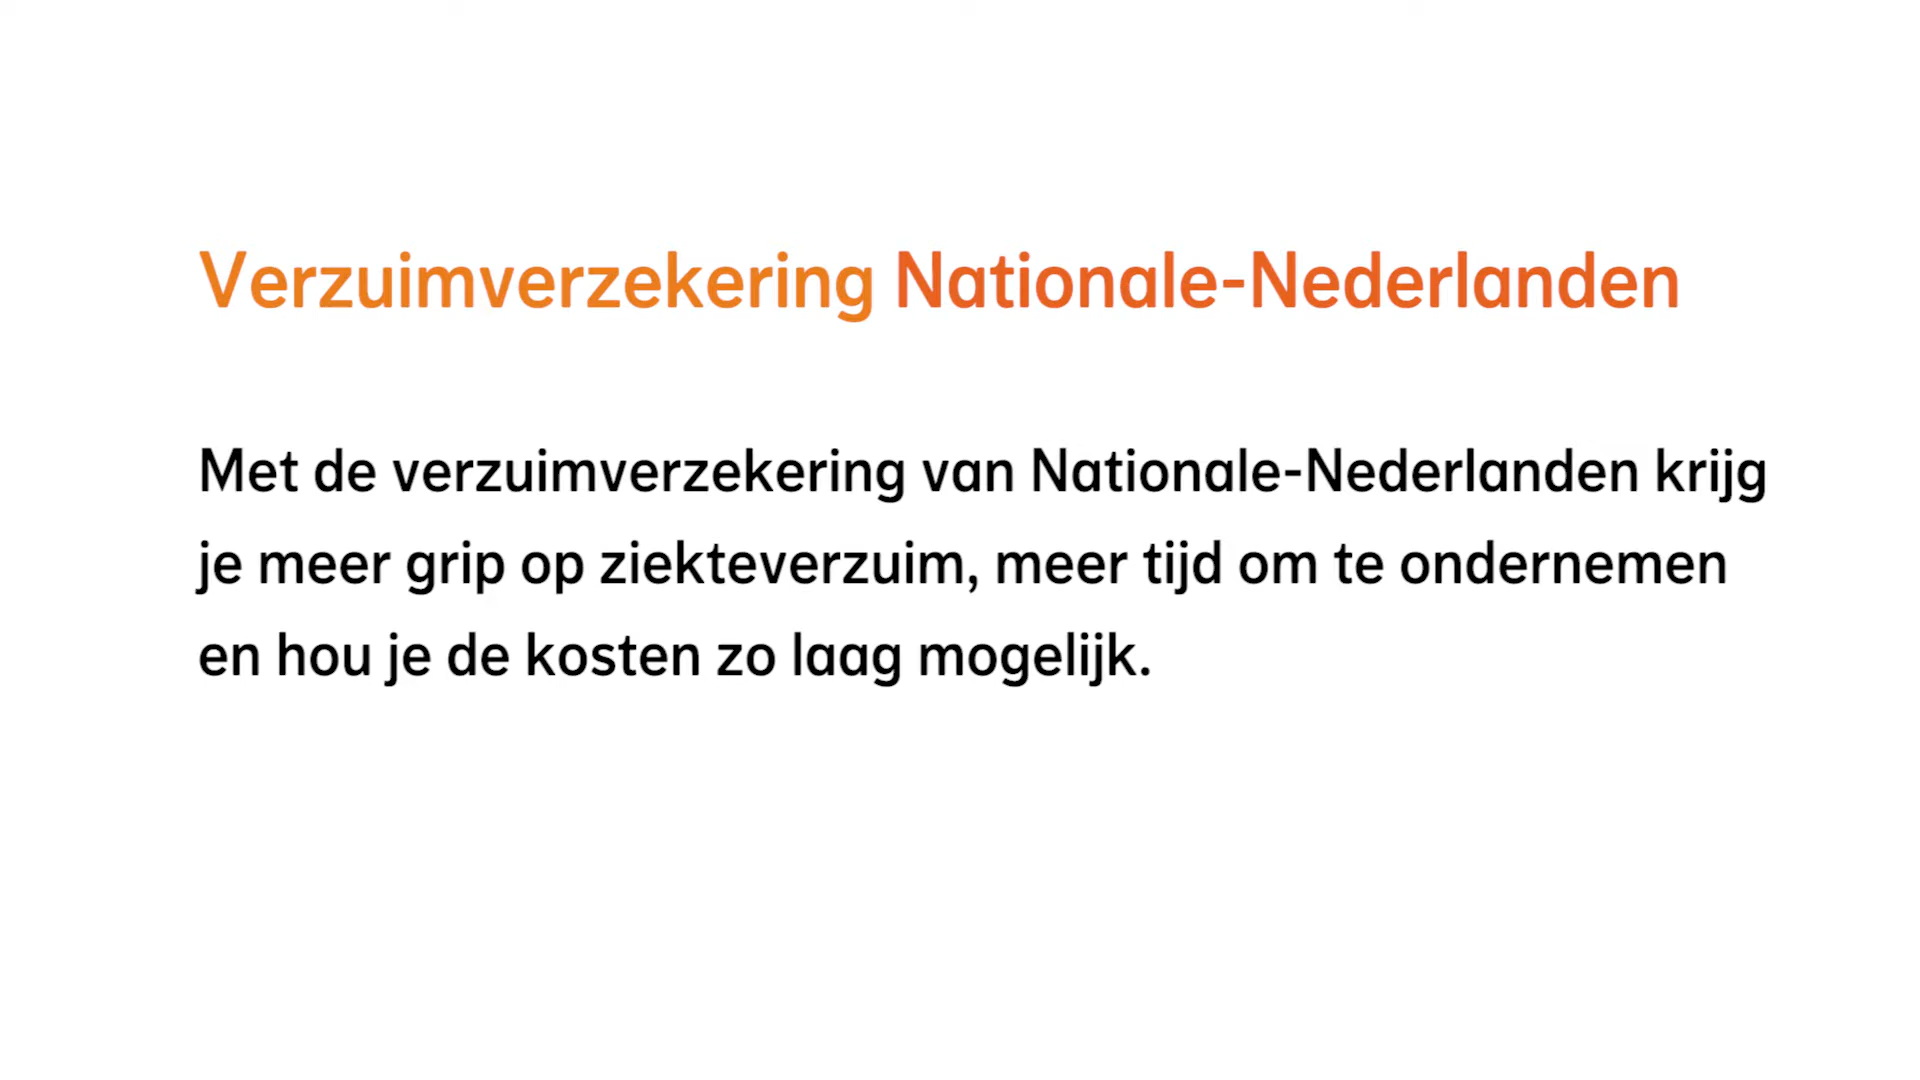 Verzuimverzekering Nationale-Nederlanden
Met de verzuimverzekering van Nationale-Nederlanden krijg
je meer grip op ziekteverzuim, meer tijd om te ondernemen
en hou je de kosten zo laag mogelijk.